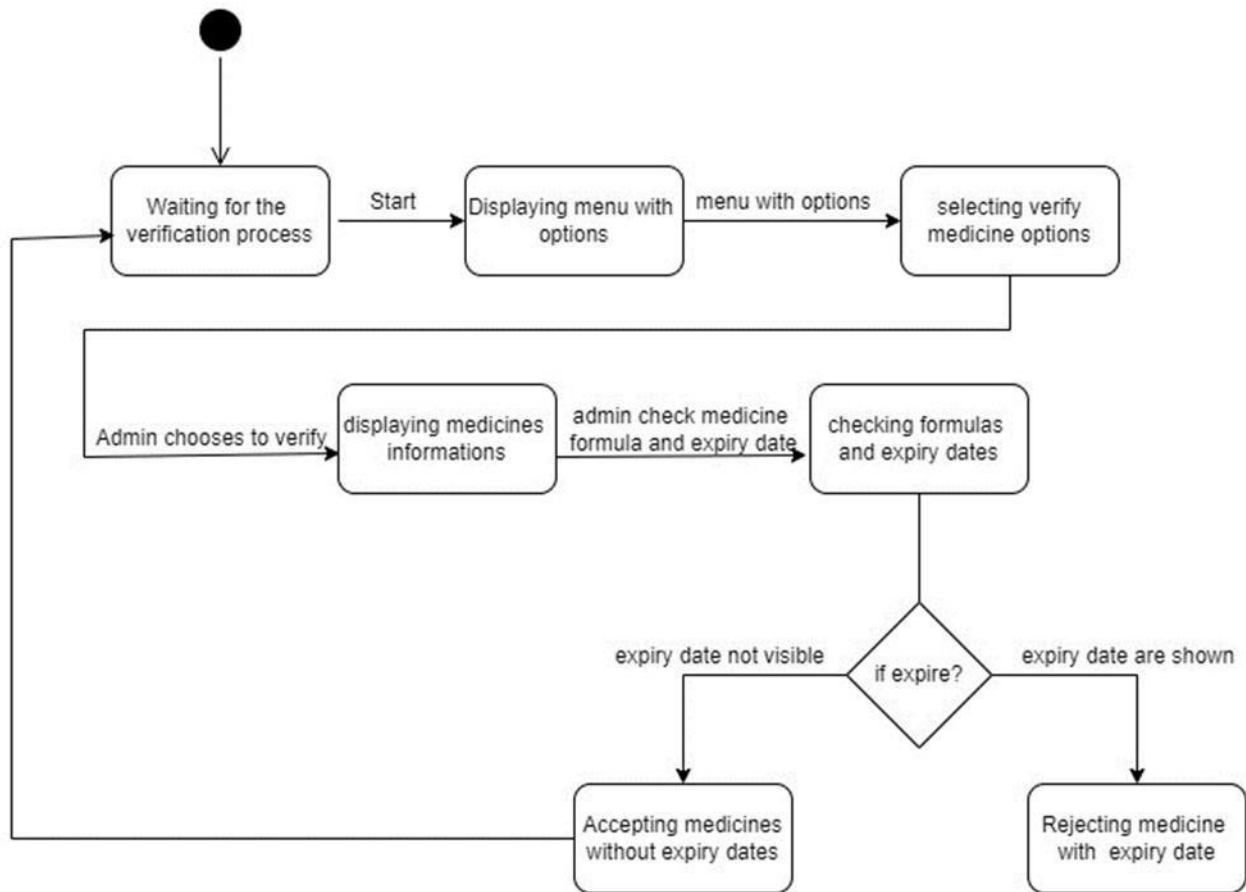 Waiting for the
verification process
Start
Displaying menu with
options
menu with options
selecting verify
medicine options
Admin chooses to verify
displaying medicines
informations
admin check medicine
formula and expiry date
checking formulas
and expiry dates
expiry date not visible
if expire?
expiry date are shown
Accepting medicines
without expiry dates
Rejecting medicine
with expiry date